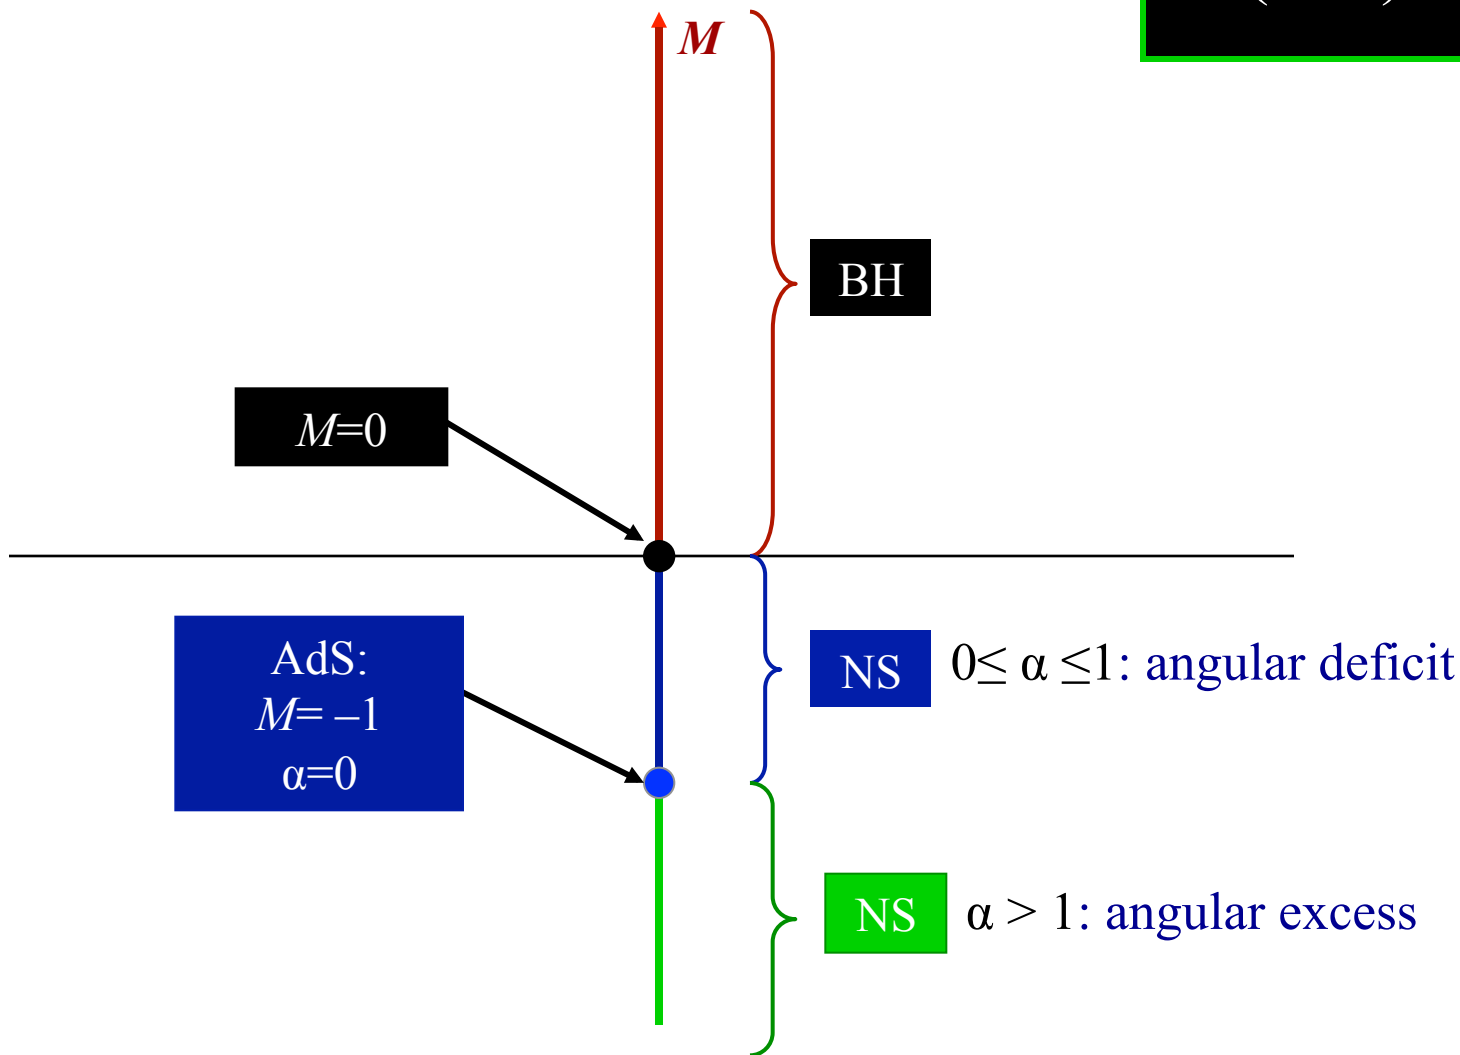 M
BH
M=0
AdS:
M= –1
α=0
NS 0≤ α ≤1: angular deficit
NS α > 1: angular excess